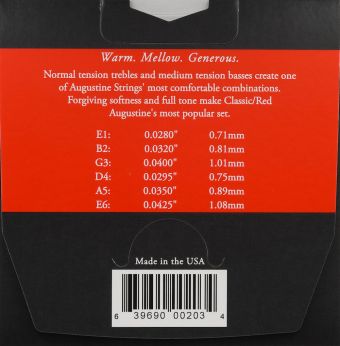 Warm. Mellow. Generous.
Normal tension trebles and medium tension basses create one
of Augustine Strings' most comfortable combinations.
Forgiving softness and full tone make Classic/Red
Augustine's most popular set.
E1: 0.0280" 0.71mm
B2: 0.0320" 0.81mm
G3: 0.0400" 1.01mm
D4: 0.0295" 0.75mm
A5: 0.0350" 0.89mm
E6: 0.0425" 1.08mm
Made in the USA
6 39690 00203 4